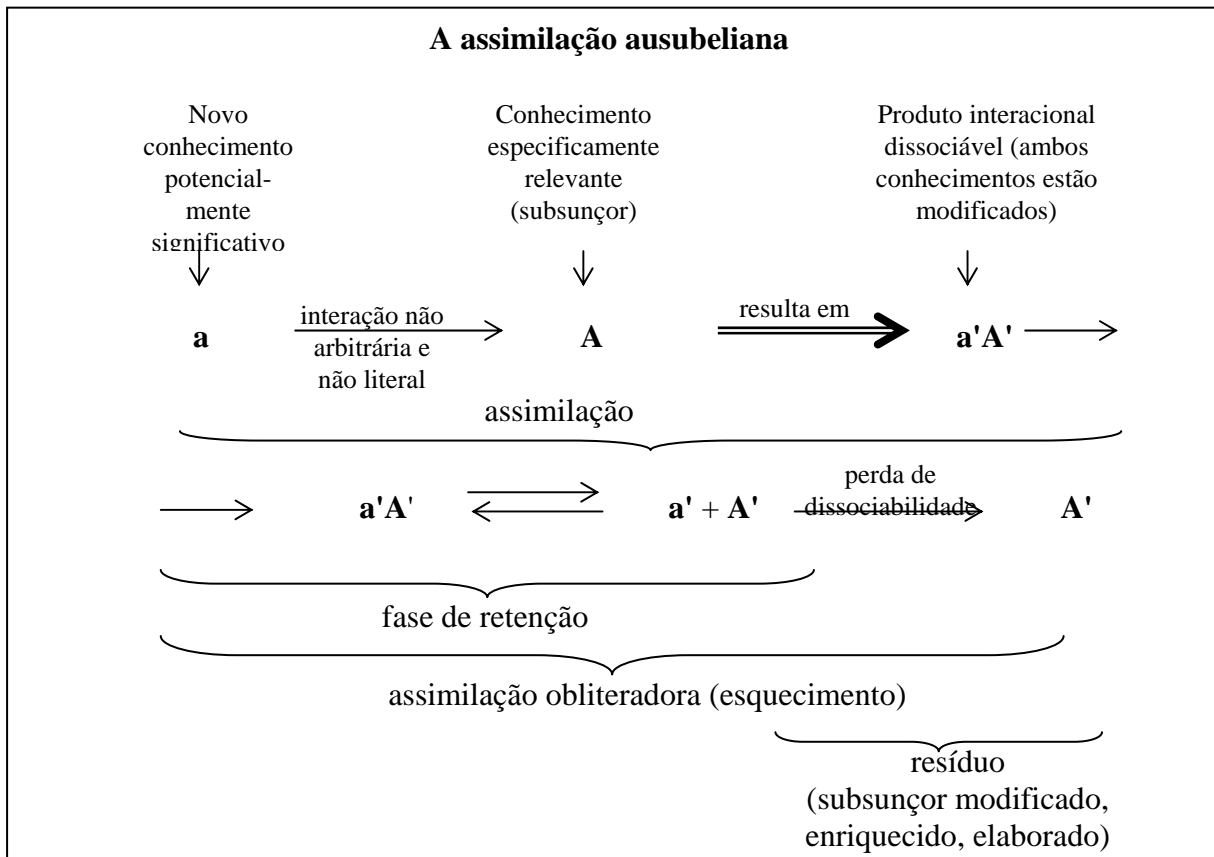 A assimilação ausubeliana
Novo
conhecimento
potencial-
mente
significativo
Conhecimento
especificamente
relevante
(subsunçor)
Produto interacional
dissociável (ambos
conhecimentos estão
modificados)
a
interação não
arbitrária e
não literal
A
resulta em
a'A'
assimilação
a'A'
a' + A'
perda de
dissociabilidade
A'
fase de retenção
assimilação obliteradora (esquecimento)
resíduo
(subsunçor modificado,
enriquecido, elaborado)